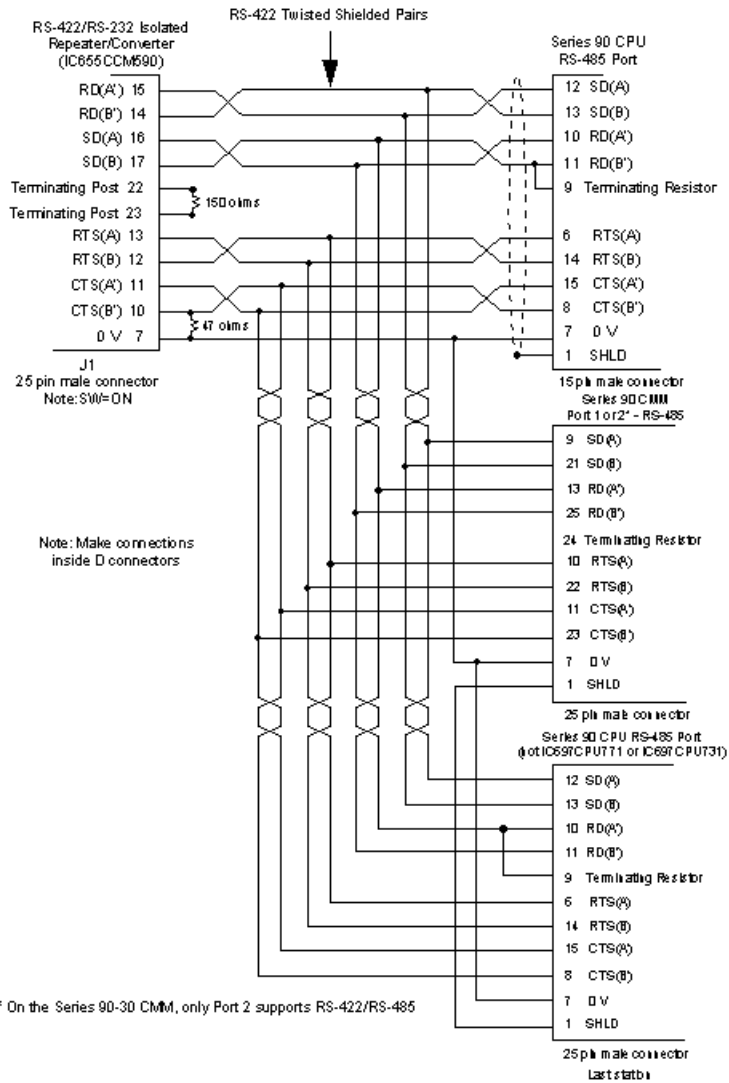 RS-422 Twisted Shielded Pairs
RS-422/RS-232 Isolated
Repeater/Converter
(IC655CCM590)
RD(A') 15
RD(B') 14
SD(A) 16
SD(B) 17
Terminating Post 22
Terminating Post 23
150 ohms
RTS(A) 13
RTS(B) 12
CTS(A') 11
CTS(B') 10
47 ohms
0 V 7
J1
25 pin male connector
Note: SW=ON
Series 90 CPU
RS-485 Port
12 SD(A)
13 SD(B)
10 RD(A')
11 RD(B')
9 Terminating Resistor
6 RTS(A)
14 RTS(B)
15 CTS(A')
8 CTS(B')
7 0 V
1 SHLD
15 pin male connector
Series 90 CMM
Port 1 or 2* - RS-485
9 SD(A)
21 SD(B)
13 RD(A')
25 RD(B')
24 Terminating Resistor
10 RTS(A)
22 RTS(B)
11 CTS(A')
23 CTS(B')
7 0 V
1 SHLD
25 pin male connector
Note: Make connections
inside D connectors
Series 90 CPU RS-485 Port
(not IC697CPU771 or IC697CPU731)
12 SD(A)
13 SD(B)
10 RD(A')
11 RD(B')
9 Terminating Resistor
6 RTS(A)
14 RTS(B)
15 CTS(A)
8 CTS(B')
7 0 V
1 SHLD
25 pin male connector
Last station
* On the Series 90-30 CMM, only Port 2 supports RS-422/RS-485